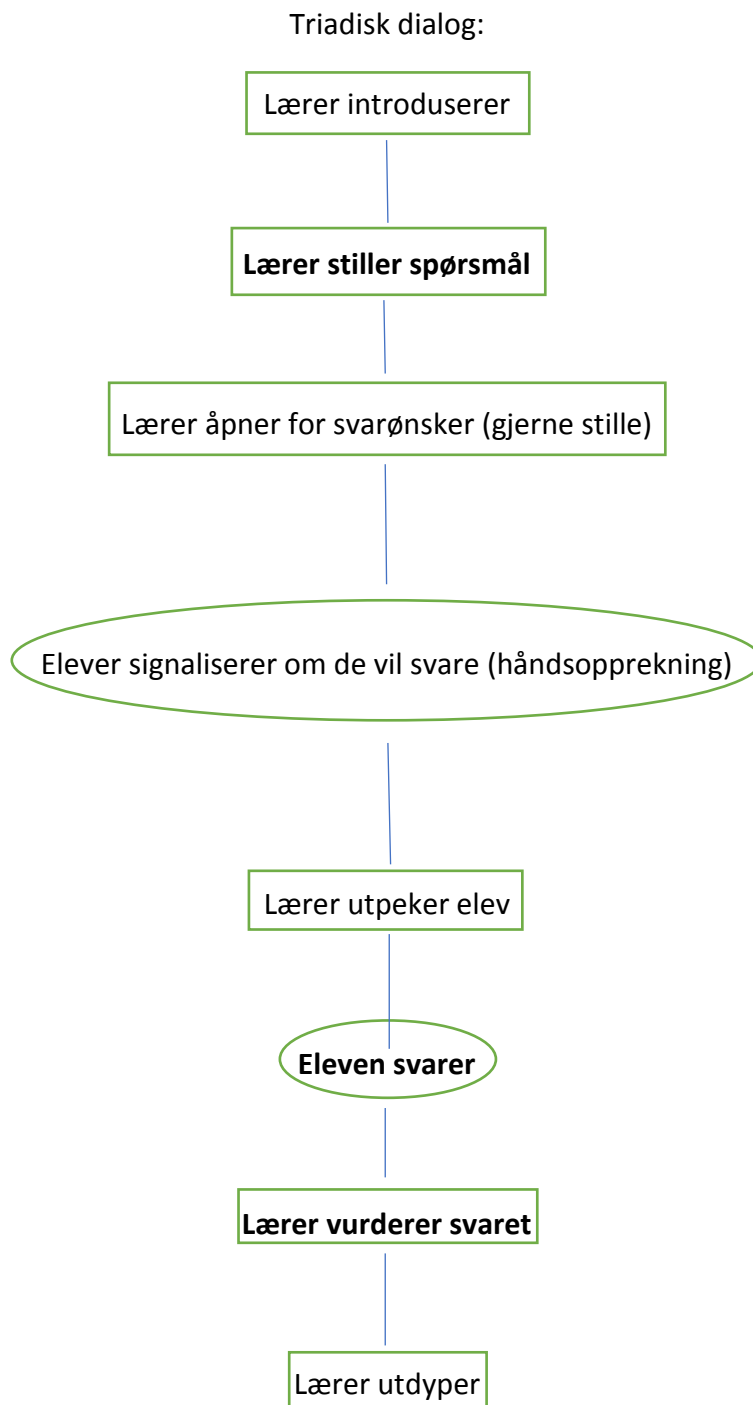 Triadisk dialog:
Lærer introduserer
Lærer stiller spørsmål
Lærer åpner for svarønsker (gjerne stille)
Elever signaliserer om de vil svare (håndsopprekning)
Lærer utpeker elev
Eleven svarer
Lærer vurderer svaret
Lærer utdyper